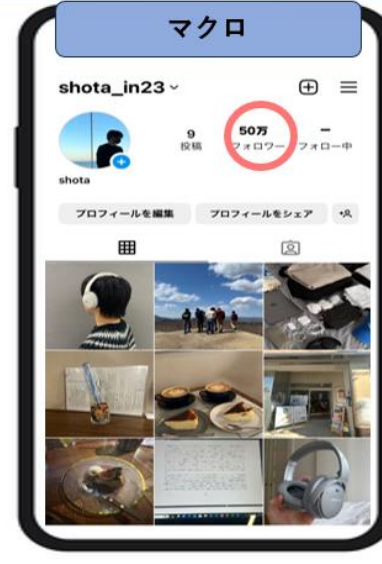 マクロ
shota_in23
9 50万 –
投稿 フォロワー フォロー中
shota
プロフィールを編集 プロフィールをシェア